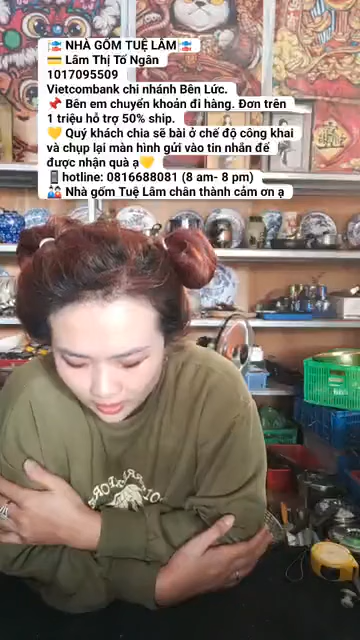 🎏 NHÀ GỐM TUỆ LÂM🎏
💳 Lâm Thị Tố Ngân
1017095509
Vietcombank chi nhánh Bên Lức.
📌 Bên em chuyển khoản đi hàng. Đơn trên
1 triệu hỗ trợ 50% ship.
💛 Quý khách chia sẽ bài ở chế độ công khai
và chụp lại màn hình gửi vào tin nhắn để
được nhận quà ạ💛
📱hotline: 0816688081 (8 am- 8 pm)
🎎 Nhà gốm Tuệ Lâm chân thành cảm ơn ạ